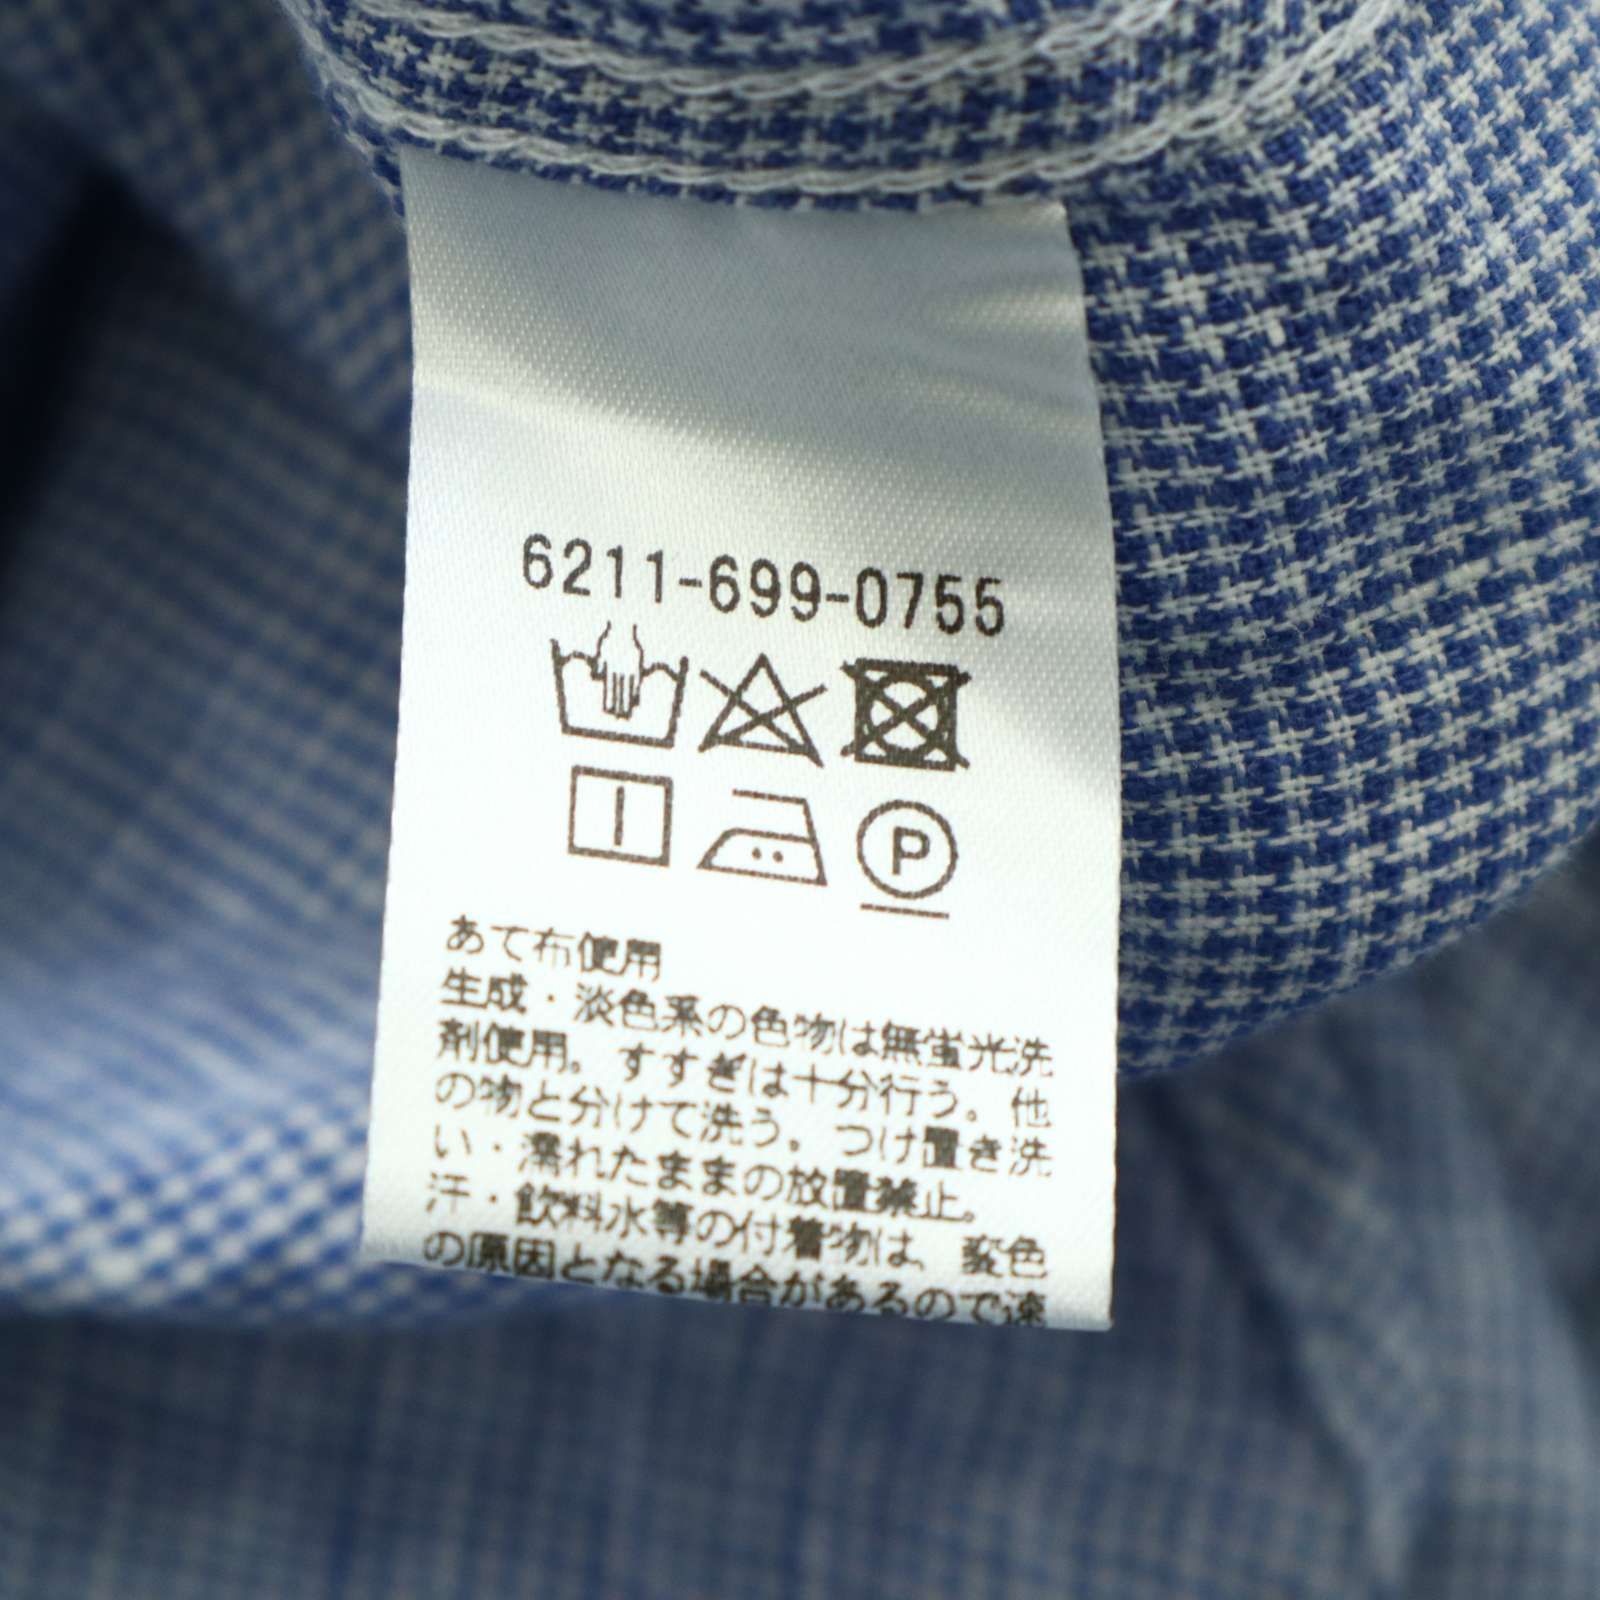 6211-699-0755
P
あて布使用
生成・淡色系の色物は無蛍光洗
剤使用。すすぎは十分行う。他
の物と分けて洗う。つけ置き洗
い・濡れたままの放置禁止。
汗・飲料水等の付着物は、変色
の原因となる場合があるので速